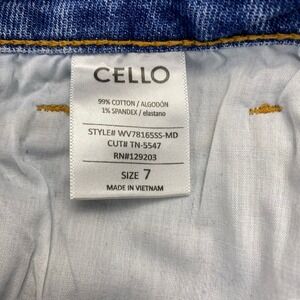 CELLO
99% COTTON / ALGODÓN
1% SPANDEX / elastano
STYLE# WV78165SS-MD
CUT# TN-5547
RN#129203
SIZE 7
MADE IN VIETNAM